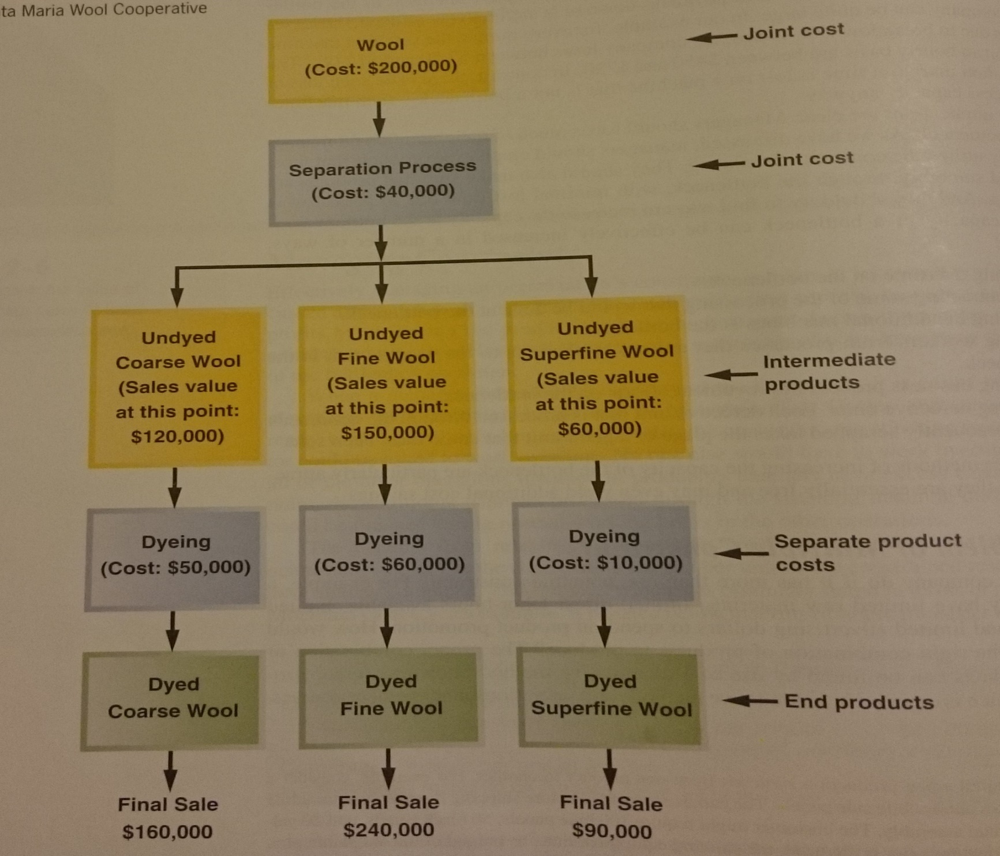 ta Maria Wool Cooperative
Wool
(Cost: $200,000)
Joint cost
Separation Process
(Cost: $40,000)
Joint cost
Undyed
Coarse Wool
(Sales value
at this point:
$120,000)
Undyed
Fine Wool
(Sales value
at this point:
$150,000)
Undyed
Superfine Wool
(Sales value
at this point:
$60,000)
Intermediate
products
Dyeing
(Cost: $50,000)
Dyeing
(Cost: $60,000)
Dyeing
(Cost: $10,000)
Separate product
costs
Dyed
Coarse Wool
Dyed
Fine Wool
Dyed
Superfine Wool
End products
Final Sale
$160,000
Final Sale
$240,000
Final Sale
$90,000